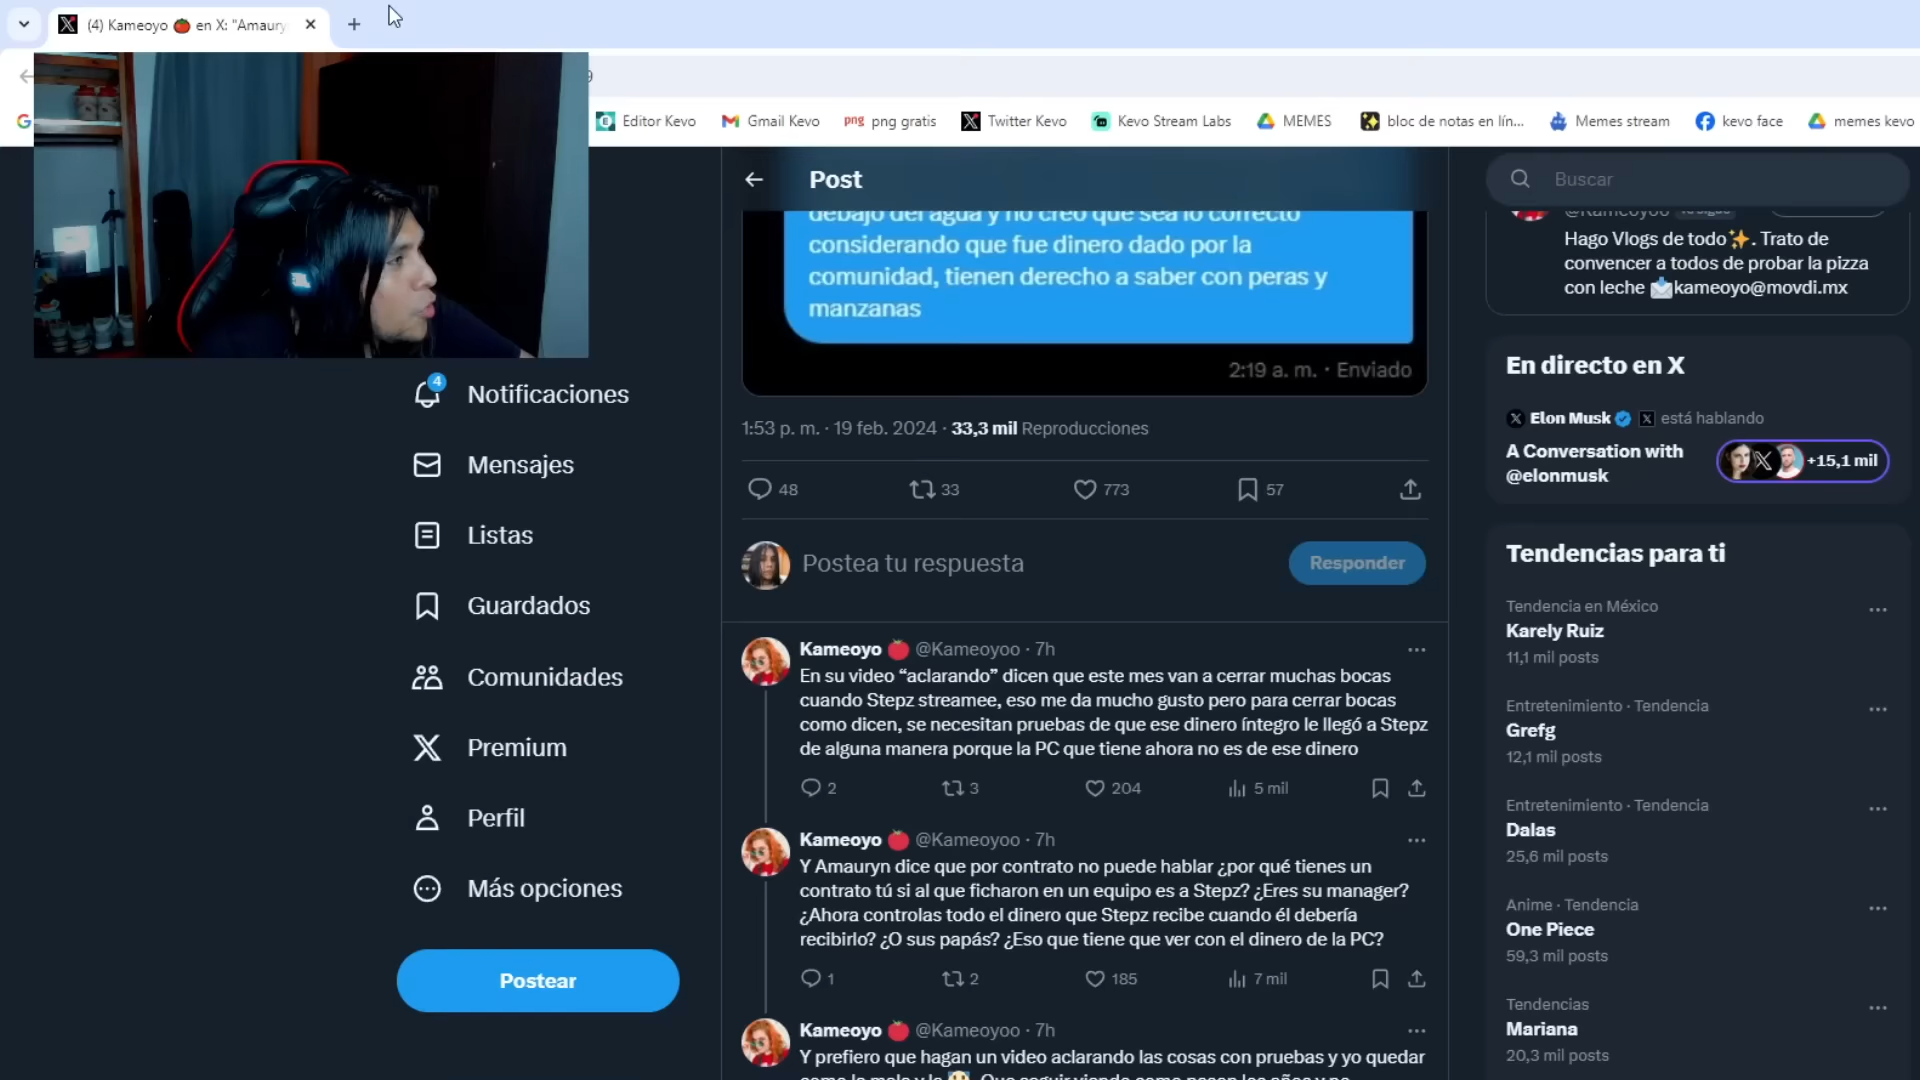 (4) Kameoyo 🍅 en X: "Amaury
9
Editor Kevo
Gmail Kevo
png png gratis
Twitter Kevo
Kevo Stream Labs
MEMES
bloc de notas en lín...
Memes stream
kevo face
memes kevo
Post
debajo del agua y no creo que sea lo correcto
considerando que fue dinero dado por la
comunidad, tienen derecho a saber con peras y
manzanas
2:19 a. m. · Enviado
1:53 p. m. · 19 feb. 2024 · 33,3 mil Reproducciones
48 33 773 57
Postea tu respuesta
Responder
Kameoyo 🍅 @Kameoyoo · 7h
En su video “aclarando” dicen que este mes van a cerrar muchas bocas
cuando Stepz streamee, eso me da mucho gusto pero para cerrar bocas
como dicen, se necesitan pruebas de que ese dinero íntegro le llegó a Stepz
de alguna manera porque la PC que tiene ahora no es de ese dinero
2 3 204 5 mil
Kameoyo 🍅 @Kameoyoo · 7h
Y Amauryn dice que por contrato no puede hablar ¿por qué tienes un
contrato tú si al que ficharon en un equipo es a Stepz? ¿Eres su manager?
¿Ahora controlas todo el dinero que Stepz recibe cuando él debería
recibirlo? ¿O sus papás? ¿Eso que tiene que ver con el dinero de la PC?
1 2 185 7 mil
Kameoyo 🍅 @Kameoyoo · 7h
Y prefiero que hagan un video aclarando las cosas con pruebas y yo quedar
4
Notificaciones
Mensajes
Listas
Guardados
Comunidades
Premium
Perfil
Más opciones
Postear
Buscar
@Kameoyoo
Hago Vlogs de todo✨. Trato de
convencer a todos de probar la pizza
con leche 📩kameoyo@movdi.mx
En directo en X
Elon Musk está hablando
A Conversation with
@elonmusk
+15,1 mil
Tendencias para ti
Tendencia en México
Karely Ruiz
11,1 mil posts
Entretenimiento · Tendencia
Grefg
12,1 mil posts
Entretenimiento · Tendencia
Dalas
25,6 mil posts
Anime · Tendencia
One Piece
59,3 mil posts
Tendencias
Mariana
20,3 mil posts